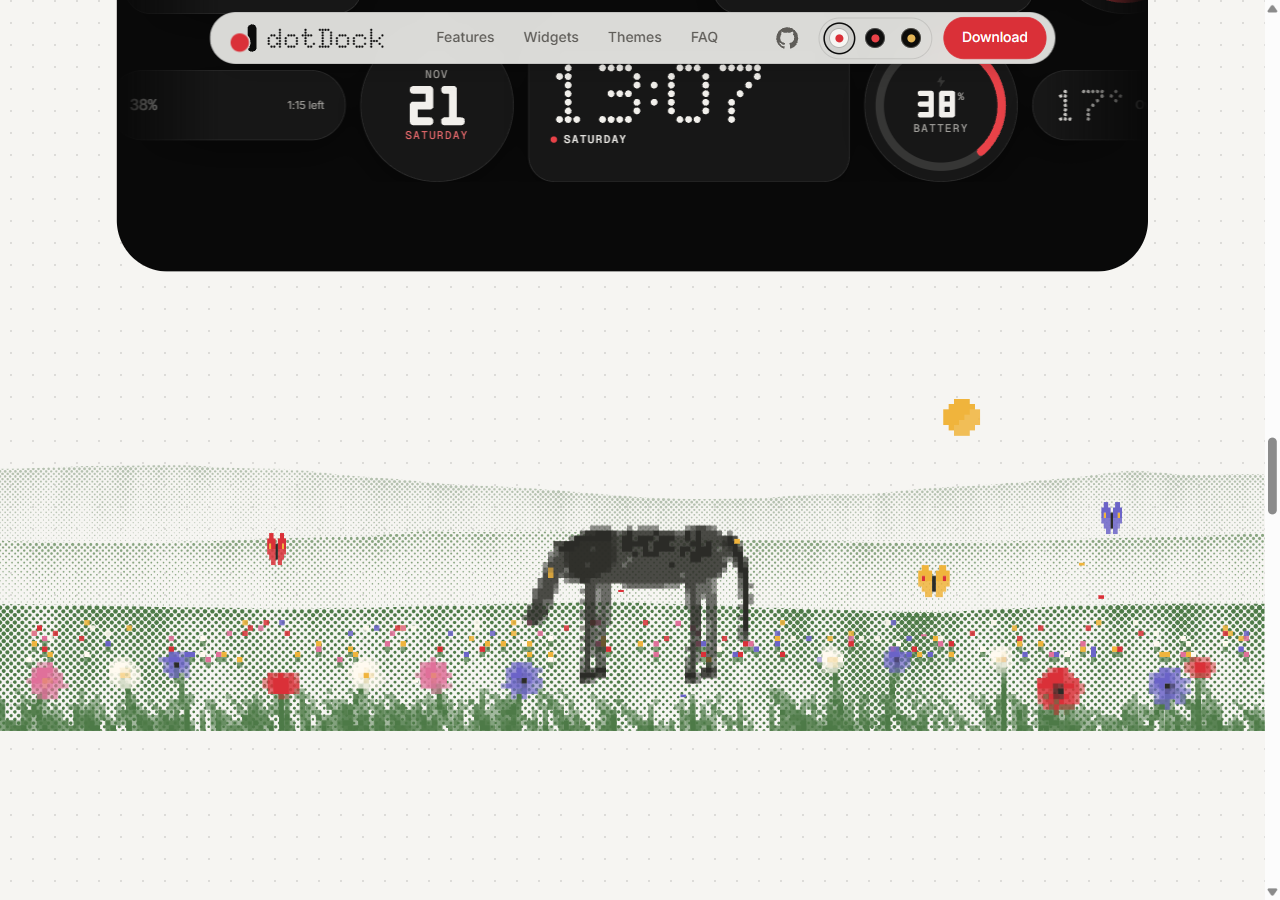 dotDock
Features
Widgets
Themes
FAQ
Download
38%
1:15 left
NOV
21
SATURDAY
13:07
SATURDAY
38%
BATTERY
17°